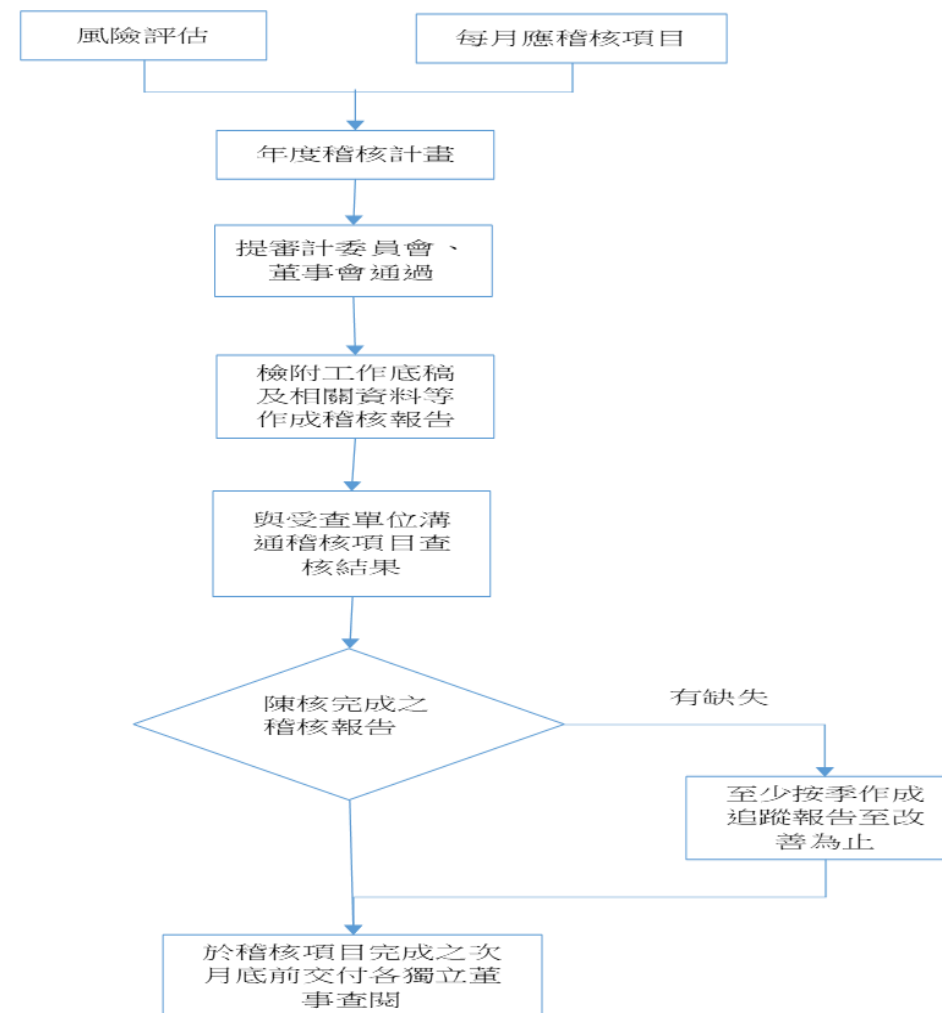 風險評估
每月應稽核項目
年度稽核計畫
提審計委員會、
董事會通過
檢附工作底稿
及相關資料等
作成稽核報告
與受查單位溝
通稽核項目查
核結果
陳核完成之
稽核報告
有缺失
至少按季作成
追蹤報告至改
善為止
於稽核項目完成之次
月底前交付各獨立董
事查閱